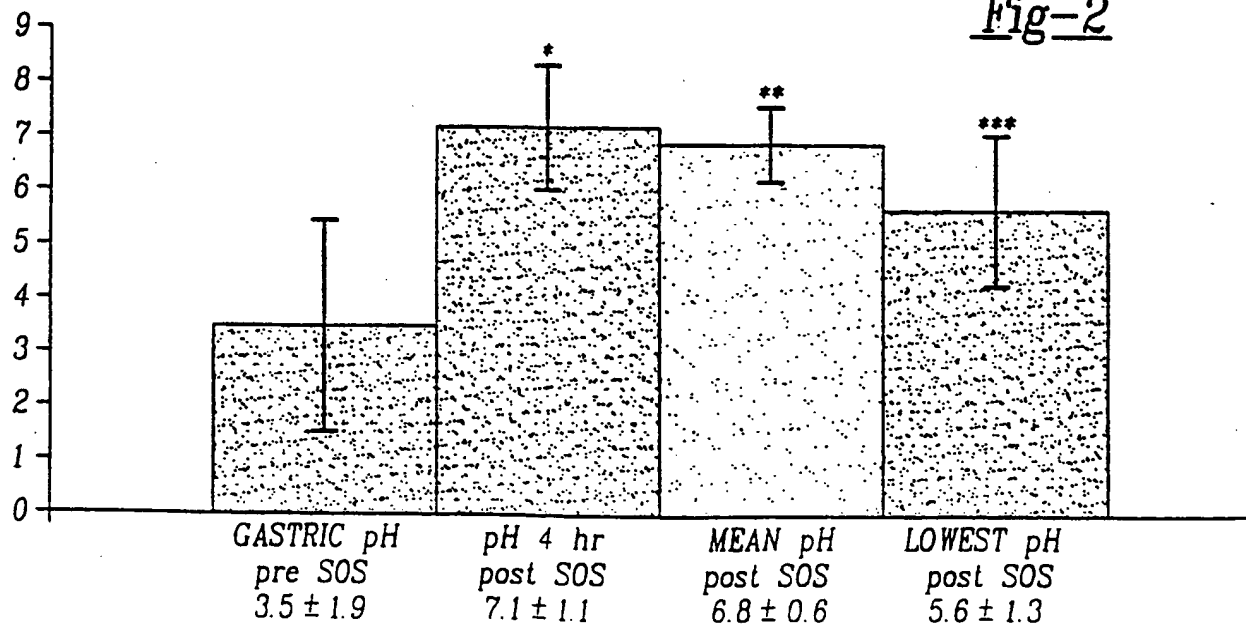 Fig-2
9
8
7
6
5
4
3
2
1
0
*
**
***
GASTRIC pH
pre SOS
3.5 ± 1.9
pH 4 hr
post SOS
7.1 ± 1.1
MEAN pH
post SOS
6.8 ± 0.6
LOWEST pH
post SOS
5.6 ± 1.3